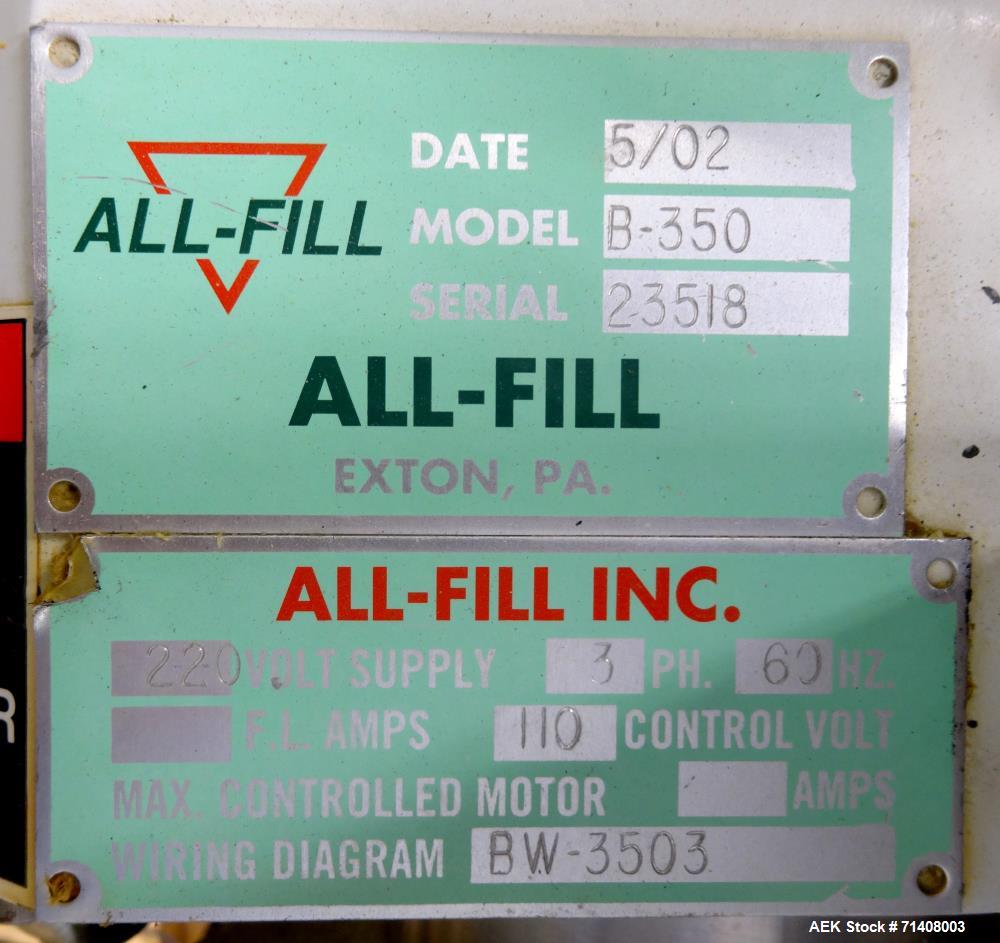 DATE 5/02
ALL-FILL
MODEL B-350
SERIAL 23518
ALL-FILL
EXTON, PA.
ALL-FILL INC.
220 VOLT SUPPLY 3 PH. 60 HZ.
F.L. AMPS 110 CONTROL VOLT
R
MAX. CONTROLLED MOTOR AMPS
WIRING DIAGRAM BW-3503
AEK Stock # 71408003